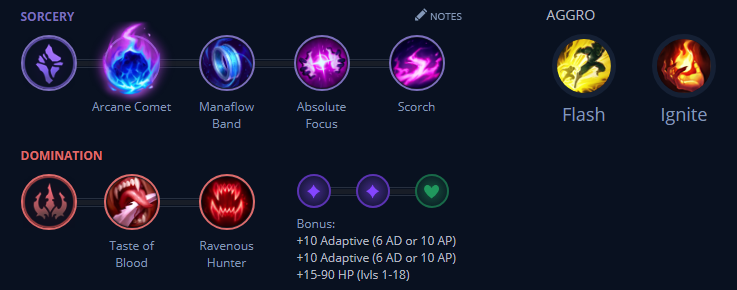 SORCERY
NOTES
AGGRO
Arcane Comet
Manaflow
Band
Absolute
Focus
Scorch
Flash
Ignite
DOMINATION
Taste of
Blood
Ravenous
Hunter
Bonus:
+10 Adaptive (6 AD or 10 AP)
+10 Adaptive (6 AD or 10 AP)
+15-90 HP (lvls 1-18)